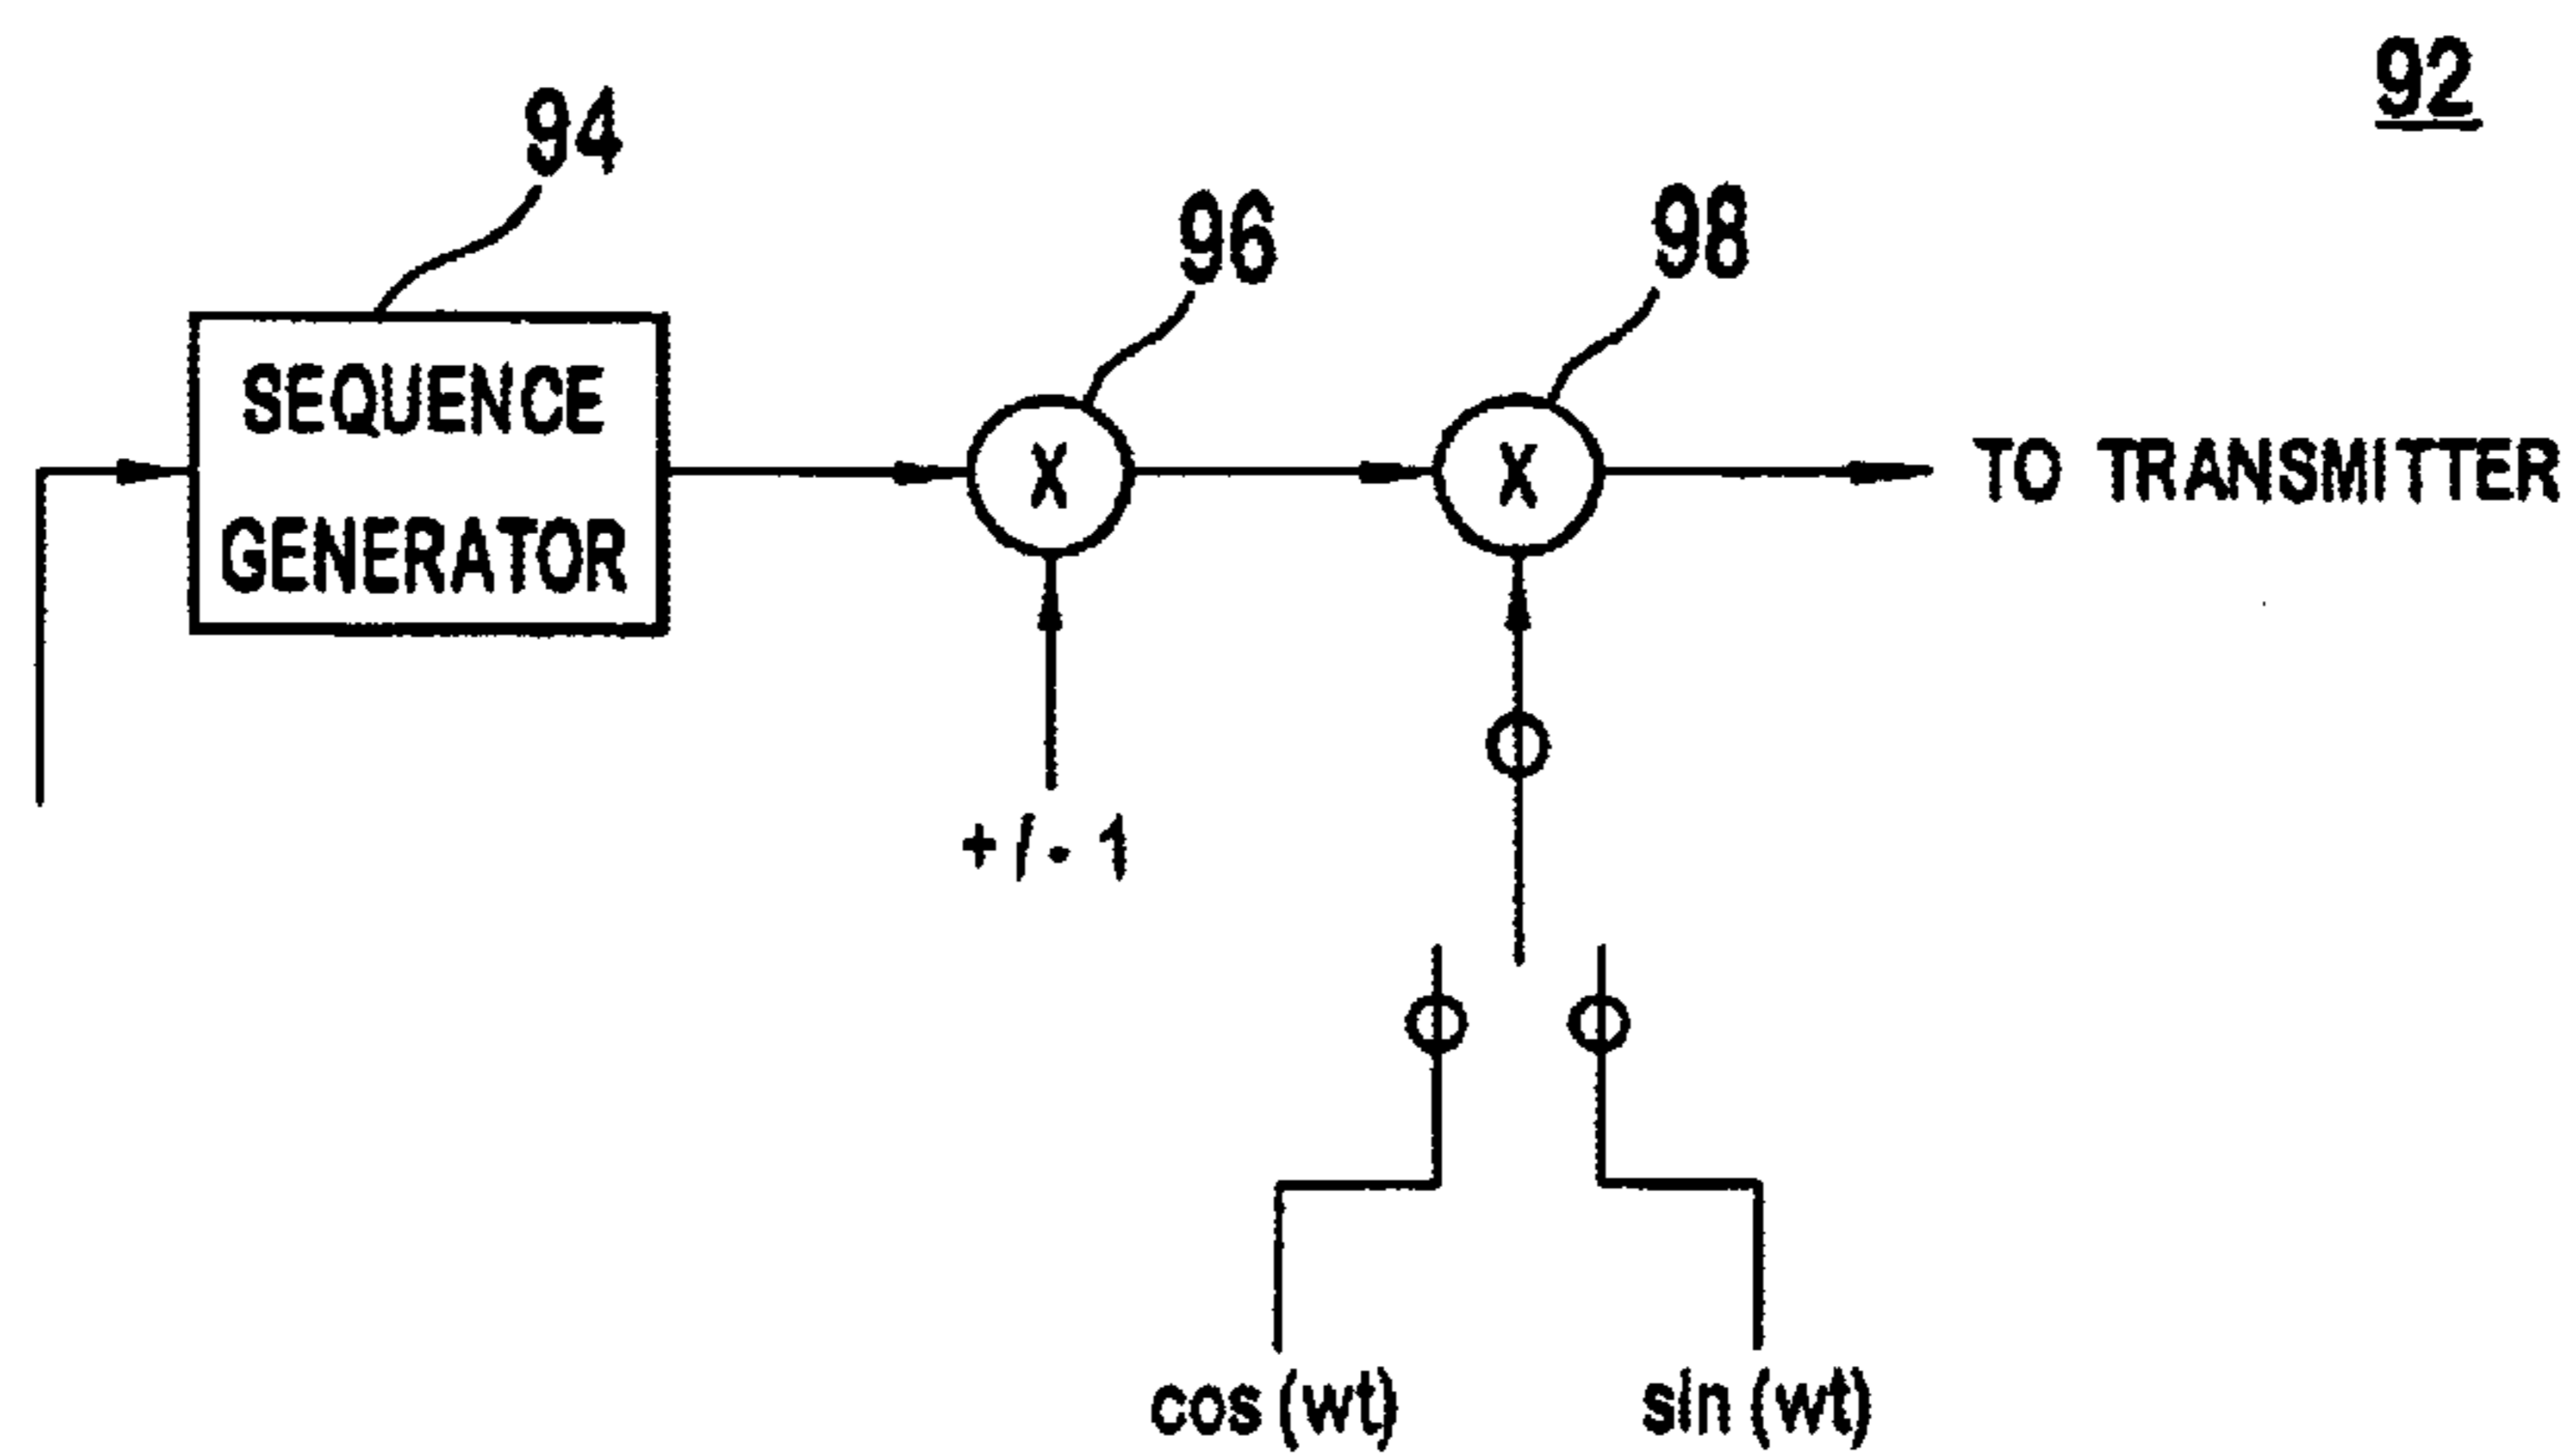 92
94
96
98
SEQUENCE
GENERATOR
X
X
TO TRANSMITTER
+/- 1
cos (wt)
sin (wt)